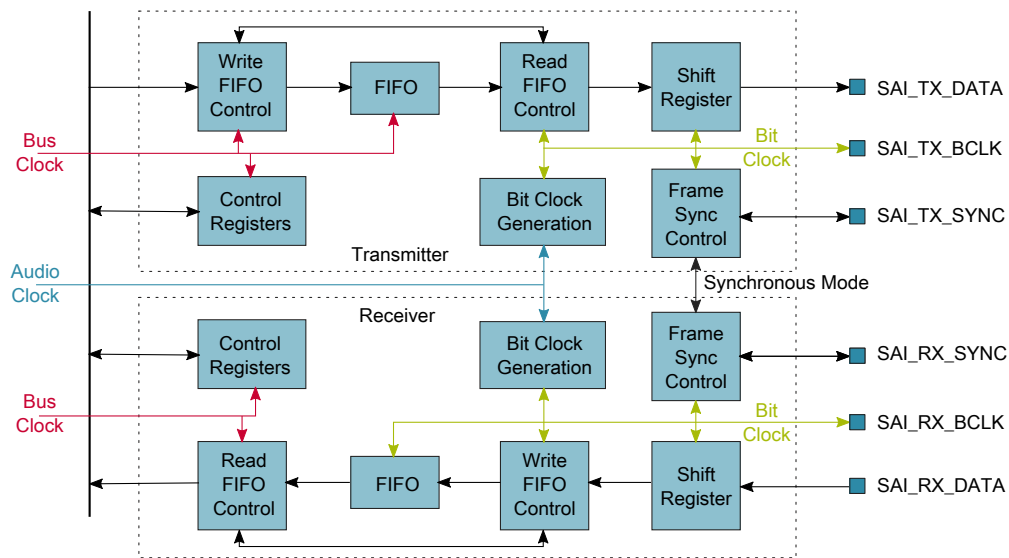 Write
FIFO
Control
FIFO
Read
FIFO
Control
Shift
Register
SAI_TX_DATA
Bus
Clock
Bit
Clock
SAI_TX_BCLK
Control
Registers
Bit Clock
Generation
Frame
Sync
Control
SAI_TX_SYNC
Transmitter
Audio
Clock
Synchronous Mode
Receiver
Control
Registers
Bit Clock
Generation
Frame
Sync
Control
SAI_RX_SYNC
Bus
Clock
Bit
Clock
SAI_RX_BCLK
Read
FIFO
Control
FIFO
Write
FIFO
Control
Shift
Register
SAI_RX_DATA